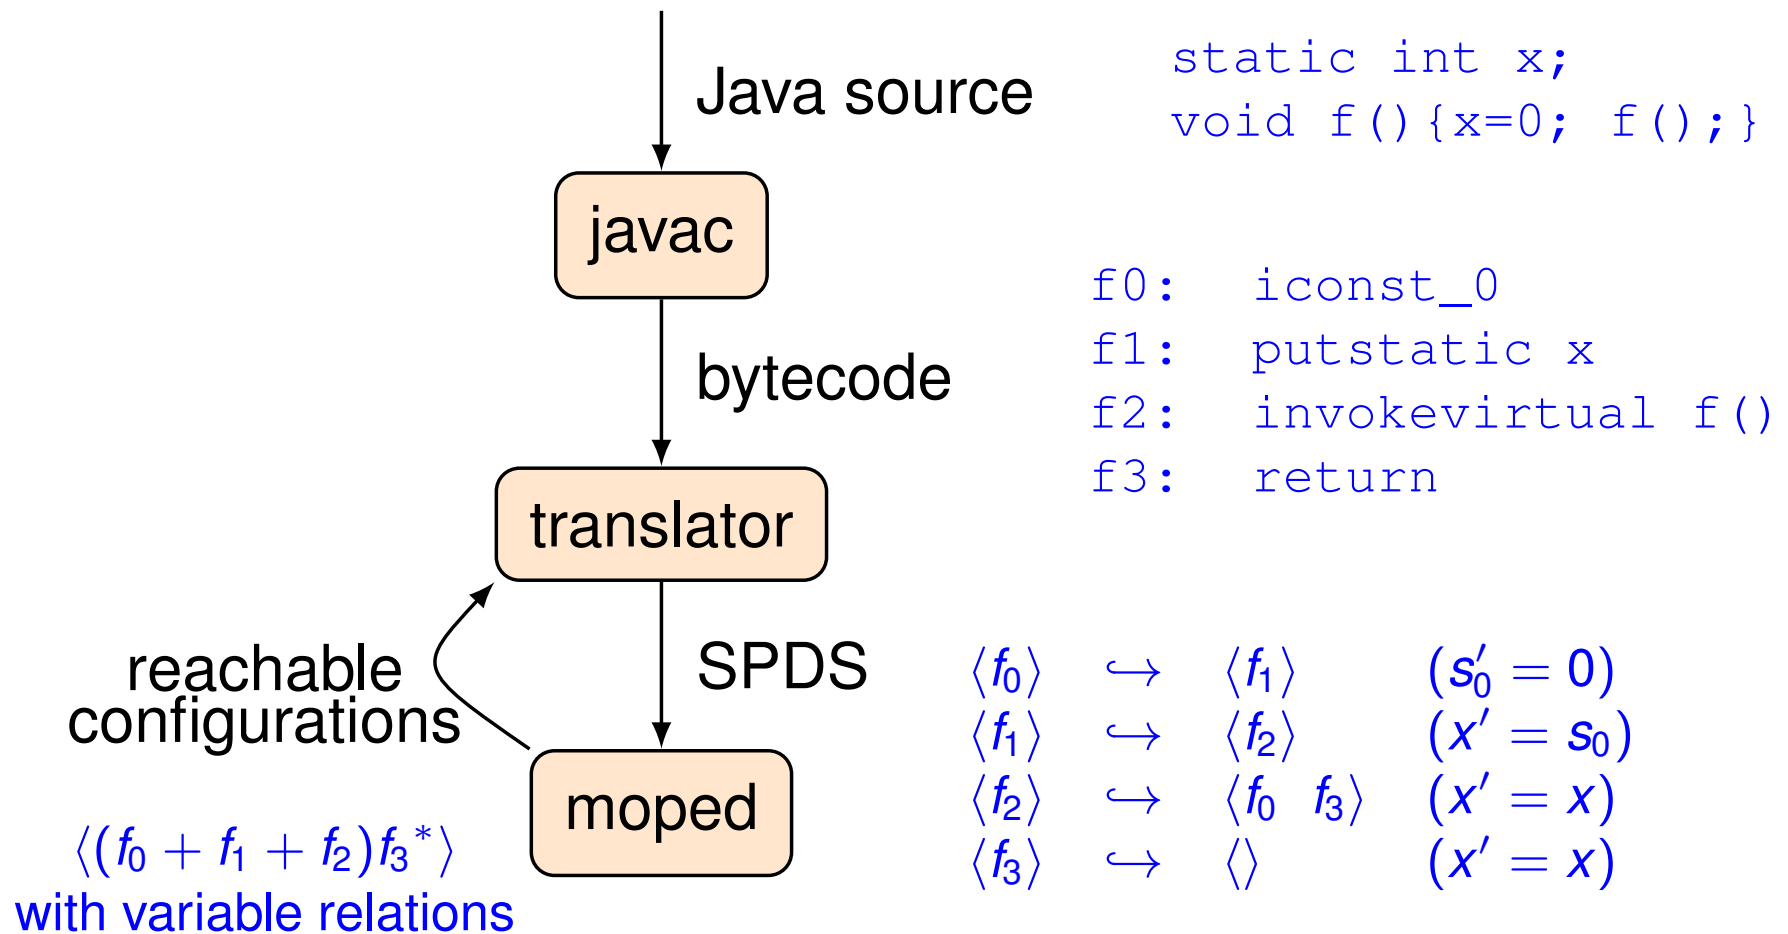 Java source
static int x;
void f(){x=0; f();}
javac
bytecode
f0: iconst_0
f1: putstatic x
f2: invokevirtual f()
f3: return
translator
reachable
configurations
SPDS
⟨f₀⟩ ↪ ⟨f₁⟩ (s₀′ = 0)
⟨f₁⟩ ↪ ⟨f₂⟩ (x′ = s₀)
⟨f₂⟩ ↪ ⟨f₀ f₃⟩ (x′ = x)
⟨f₃⟩ ↪ ⟨⟩ (x′ = x)
moped
⟨(f₀ + f₁ + f₂)f₃*⟩
with variable relations